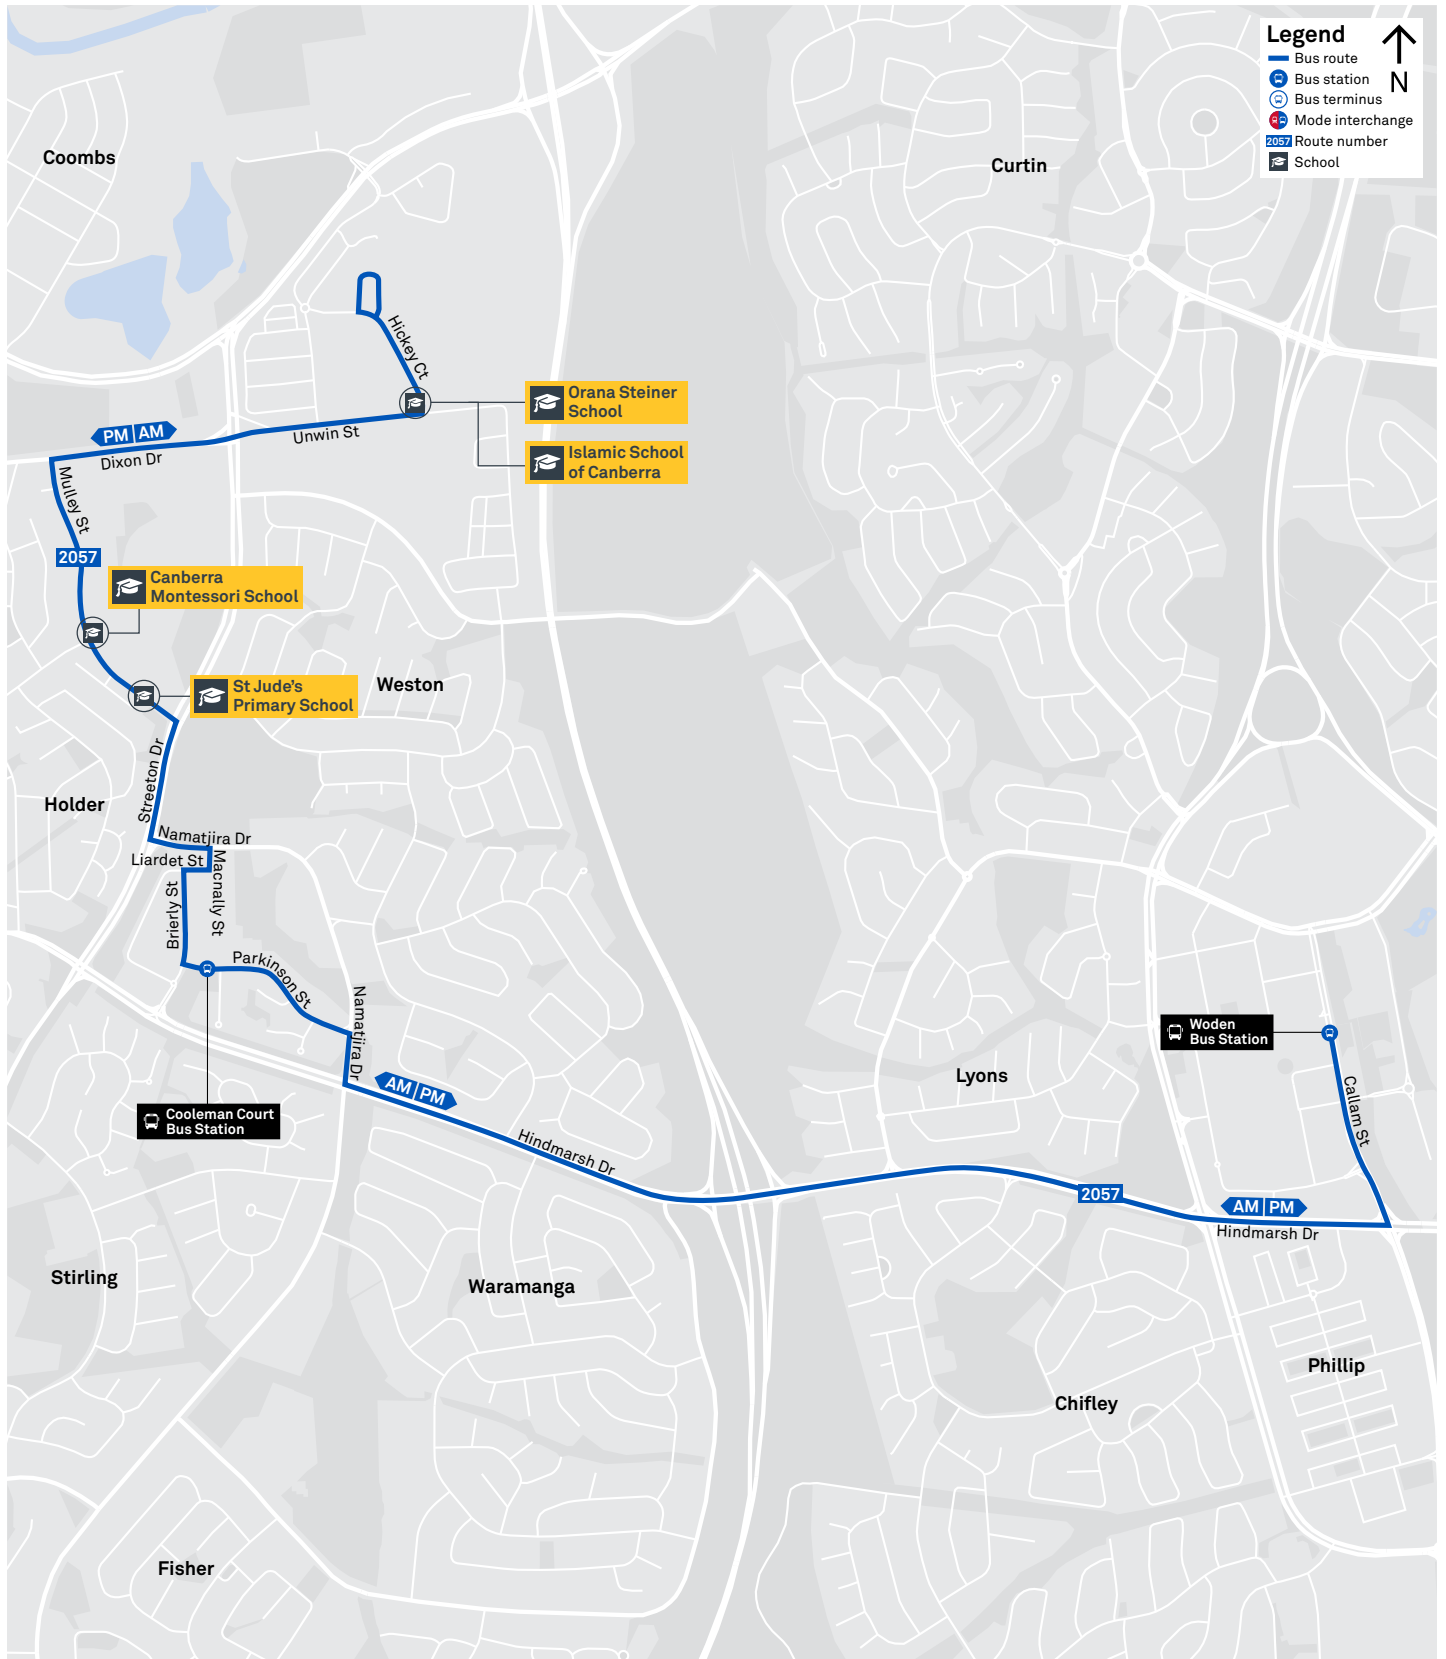 Legend
N
Bus route
Bus station
Bus terminus
Mode interchange
2057 Route number
School
Coombs
Curtin
Hickey Ct
Orana Steiner
School
Islamic School
of Canberra
PM AM
Unwin St
Dixon Dr
Mulley St
2057
Canberra
Montessori School
St Jude's
Primary School
Weston
Streeton Dr
Holder
Namatjira Dr
Liardet St
Macnally St
Brierly St
Parkinson St
Namatjira Dr
Woden
Bus Station
Lyons
Callam St
AM PM
Cooleman Court
Bus Station
Hindmarsh Dr
2057
AM PM
Hindmarsh Dr
Stirling
Waramanga
Phillip
Chifley
Fisher